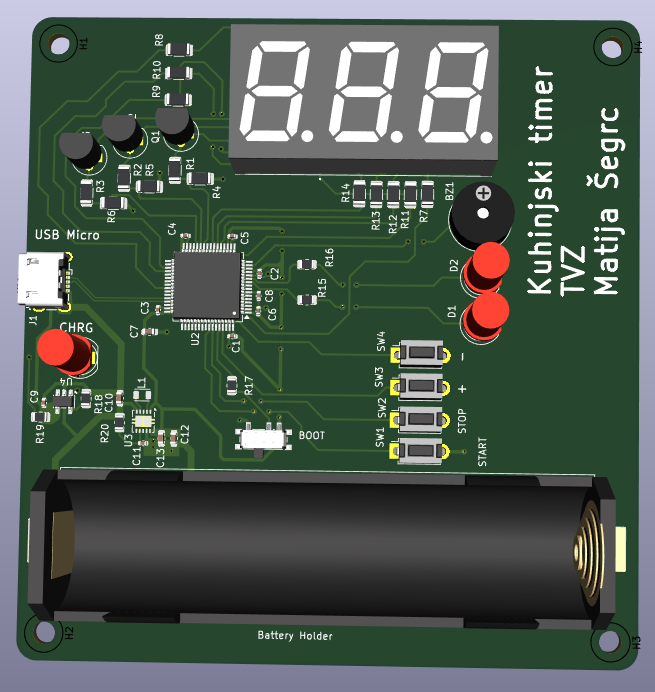 H1
H4
R8
R10
R9
Q1
R1
R2
R5
R4
R3
R6
Kuhinjski timer
TVZ
Matija Šegrc
R14
R13
R12
R11
R7
BZ1
+
USB Micro
C4
C5
J1
C3
C7
U2
C2
C8
C6
C1
R16
R15
D2
D1
CHRG
U4
C9
R19
R18
C10
L1
R20
U3
C11
C13
C12
R17
BOOT
SW4
-
SW3
+
SW2
STOP
SW1
START
H2
H3
Battery Holder